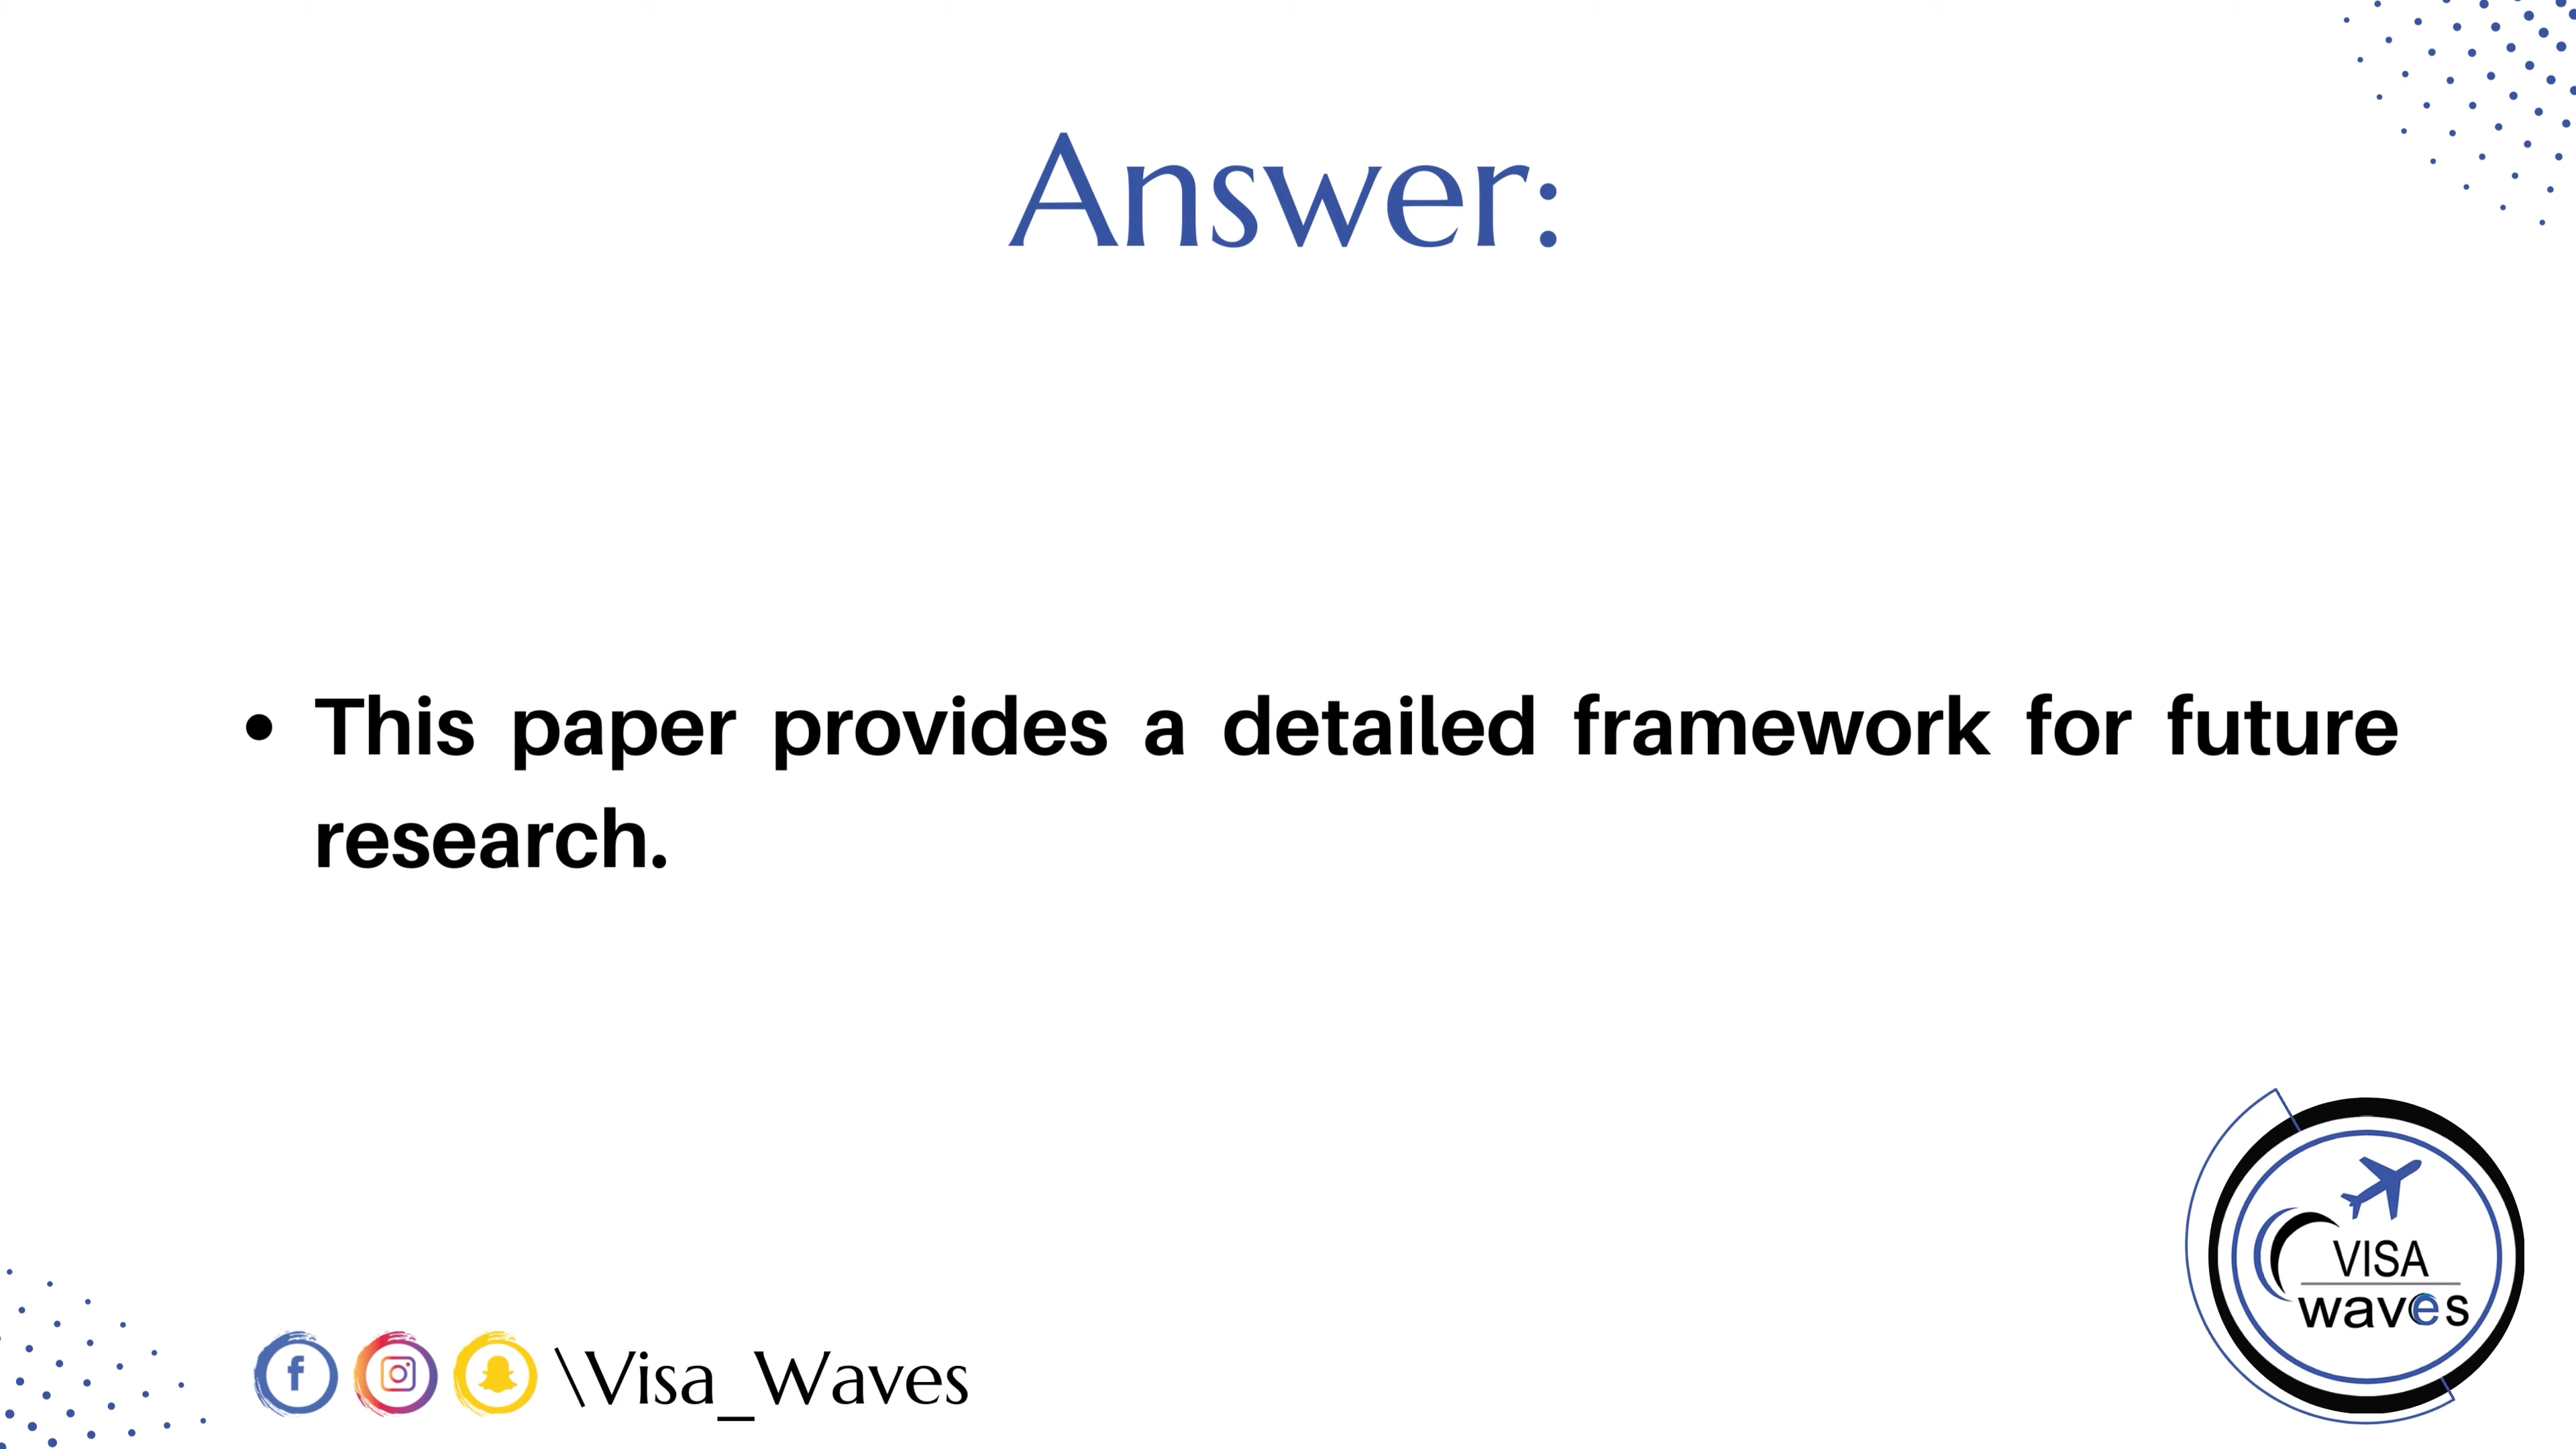 Answer:
• This paper provides a detailed framework for future
research.
VISA
waves
\Visa_Waves